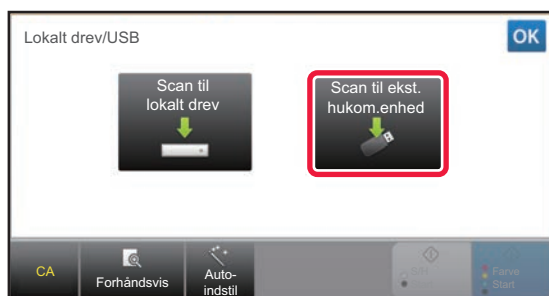 Lokalt drev/USB
OK
Scan til
lokalt drev
Scan til ekst.
hukom.enhed
CA
Forhåndsvis
Auto-
indstil
S/H
Start
Farve
Start